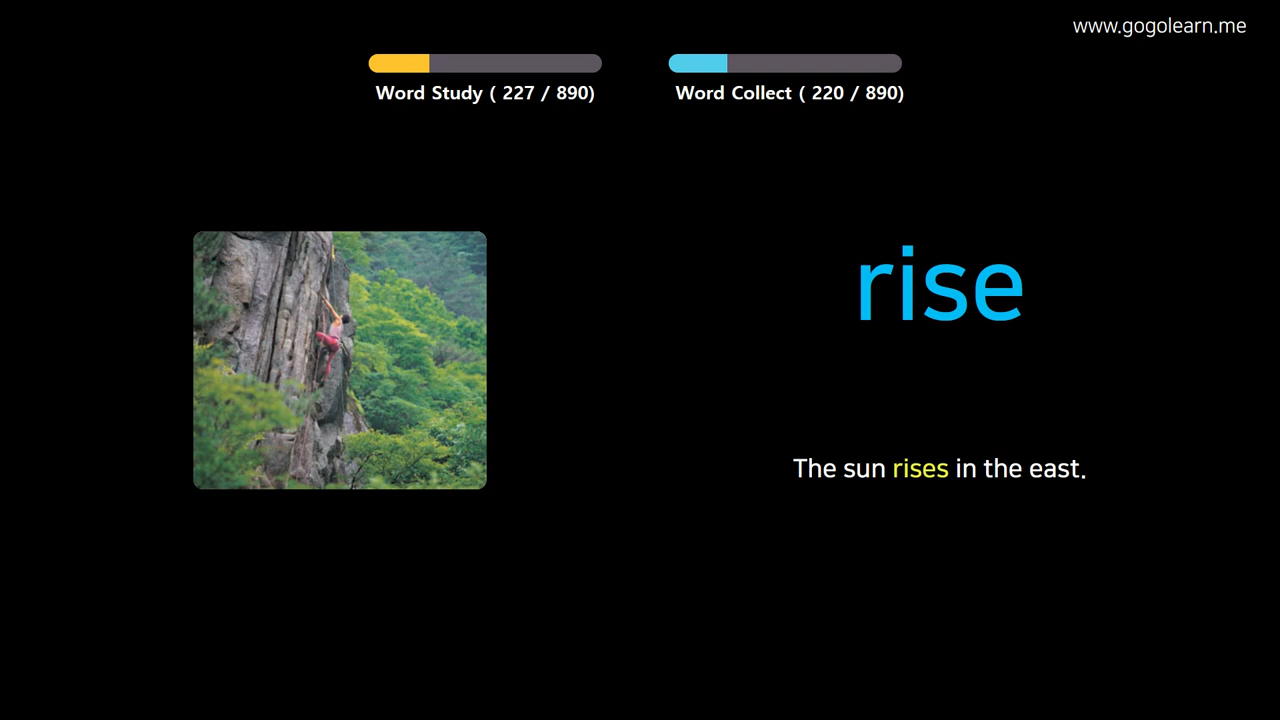 www.gogolearn.me
Word Study ( 227 / 890)
Word Collect ( 220 / 890)
rise
The sun rises in the east.